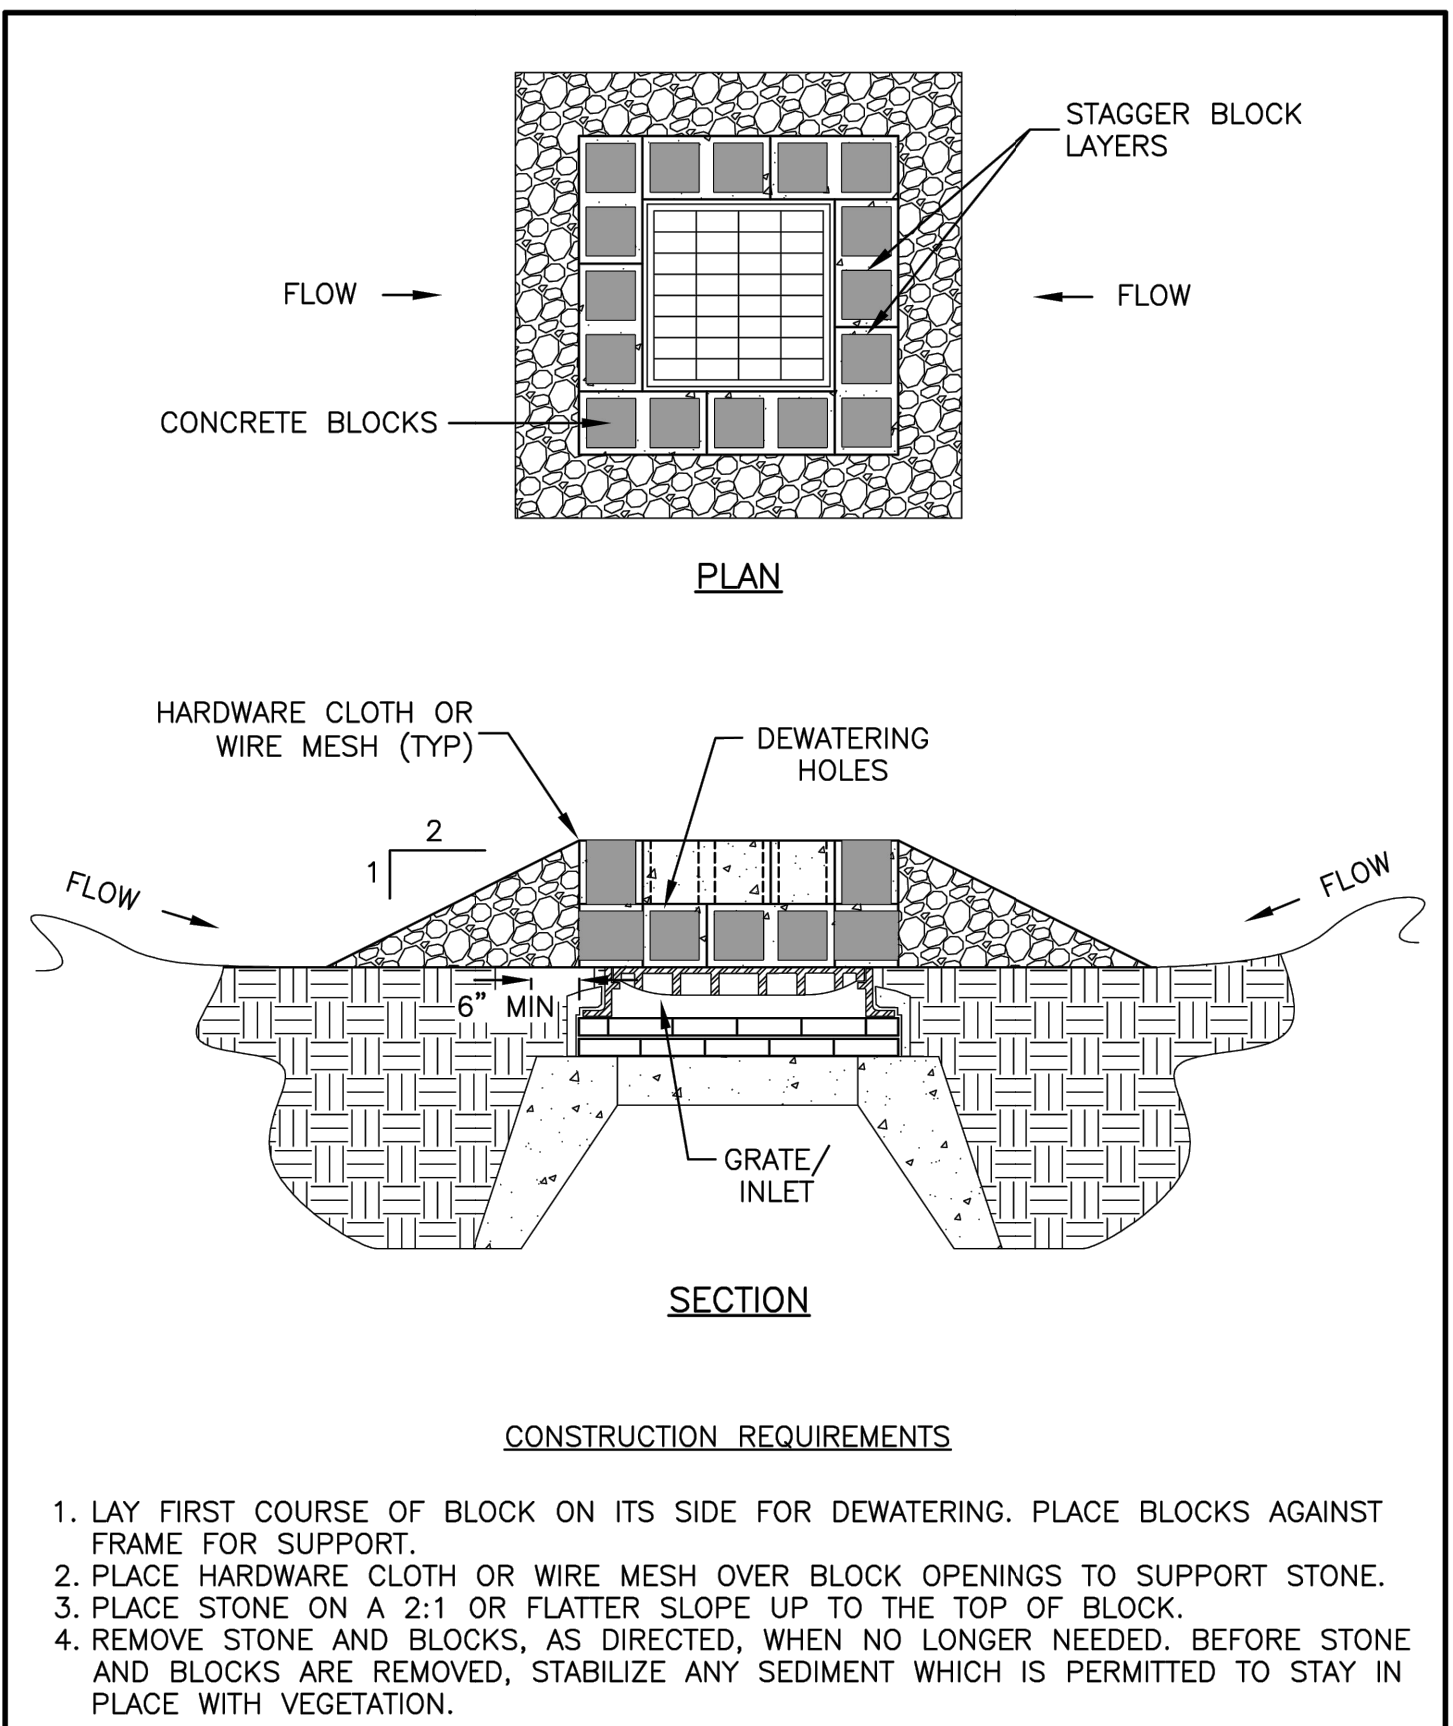 STAGGER BLOCK
LAYERS
FLOW
FLOW
CONCRETE BLOCKS
PLAN
HARDWARE CLOTH OR
WIRE MESH (TYP)
DEWATERING
HOLES
2
1
FLOW
FLOW
6" MIN
GRATE/
INLET
SECTION
CONSTRUCTION REQUIREMENTS
1. LAY FIRST COURSE OF BLOCK ON ITS SIDE FOR DEWATERING. PLACE BLOCKS AGAINST
FRAME FOR SUPPORT.
2. PLACE HARDWARE CLOTH OR WIRE MESH OVER BLOCK OPENINGS TO SUPPORT STONE.
3. PLACE STONE ON A 2:1 OR FLATTER SLOPE UP TO THE TOP OF BLOCK.
4. REMOVE STONE AND BLOCKS, AS DIRECTED, WHEN NO LONGER NEEDED. BEFORE STONE
AND BLOCKS ARE REMOVED, STABILIZE ANY SEDIMENT WHICH IS PERMITTED TO STAY IN
PLACE WITH VEGETATION.